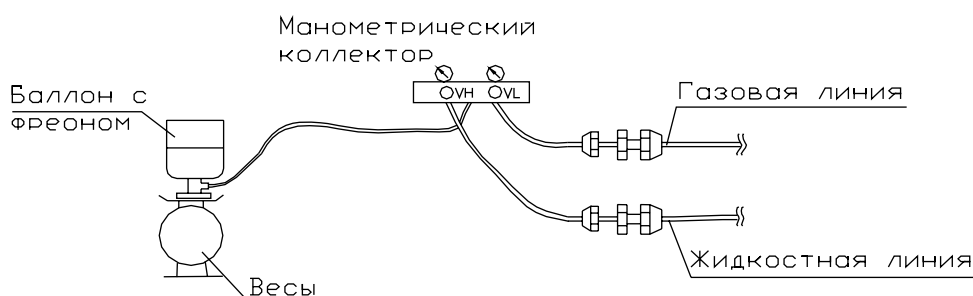 Манометрический
коллектор
Баллон с
фреоном
VH
VL
Газовая линия
Жидкостная линия
Весы